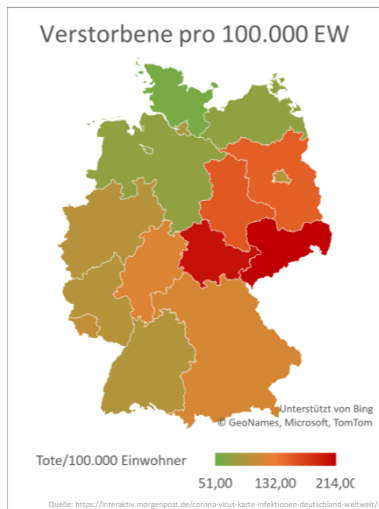 Verstorbene pro 100.000 EW
Unterstützt von Bing
© GeoNames, Microsoft, TomTom
Tote/100.000 Einwohner
51,00 132,00 214,00
Quelle: https://interaktiv.morgenpost.de/corona-virus-karte-infektionen-deutschland-weltweit/